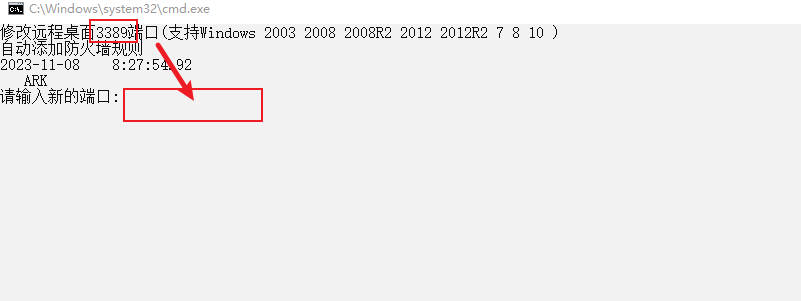 C:\Windows\system32\cmd.exe
修改远程桌面3389端口(支持Windows 2003 2008 2008R2 2012 2012R2 7 8 10 )
自动添加防火墙规则
2023-11-08    8:27:54.92
ARK
请输入新的端口: